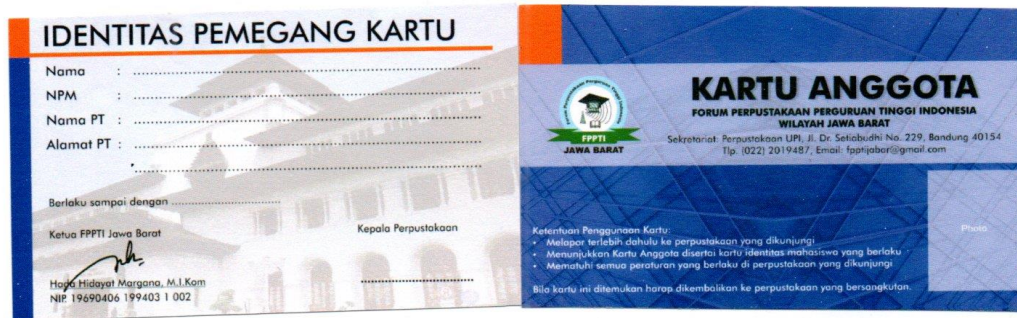 IDENTITAS PEMEGANG KARTU
Nama : ..........................................................................
NPM : ..........................................................................
Nama PT : ..........................................................................
Alamat PT : ..........................................................................
..........................................................................
Berlaku sampai dengan ................................
Ketua FPPTI Jawa Barat
Kepala Perpustakaan
Hidayat Margana, M.I.Kom
NIP. 19690406 199403 1 002
................................
FPPTI
JAWA BARAT
KARTU ANGGOTA
FORUM PERPUSTAKAAN PERGURUAN TINGGI INDONESIA
WILAYAH JAWA BARAT
Sekretariat: Perpustakaan UPI, Jl. Dr. Setiabudhi No. 229, Bandung 40154
Tlp. (022) 2019487, Email: fpptijabar@gmail.com
Photo
Ketentuan Penggunaan Kartu:
• Melapor terlebih dahulu ke perpustakaan yang dikunjungi
• Menunjukkan Kartu Anggota disertai kartu identitas mahasiswa yang berlaku
• Mematuhi semua peraturan yang berlaku di perpustakaan yang dikunjungi
Bila kartu ini ditemukan harap dikembalikan ke perpustakaan yang bersangkutan.